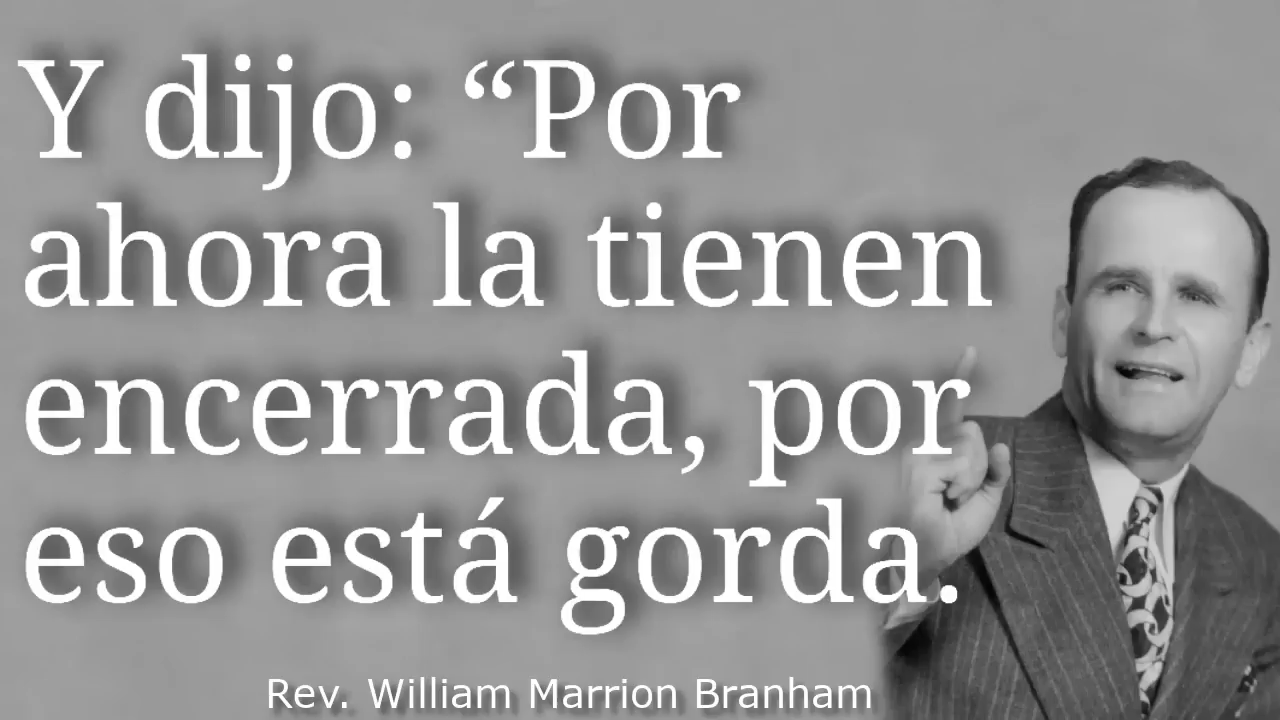 Y dijo: “Por
ahora la tienen
encerrada, por
eso está gorda.
Rev. William Marrion Branham